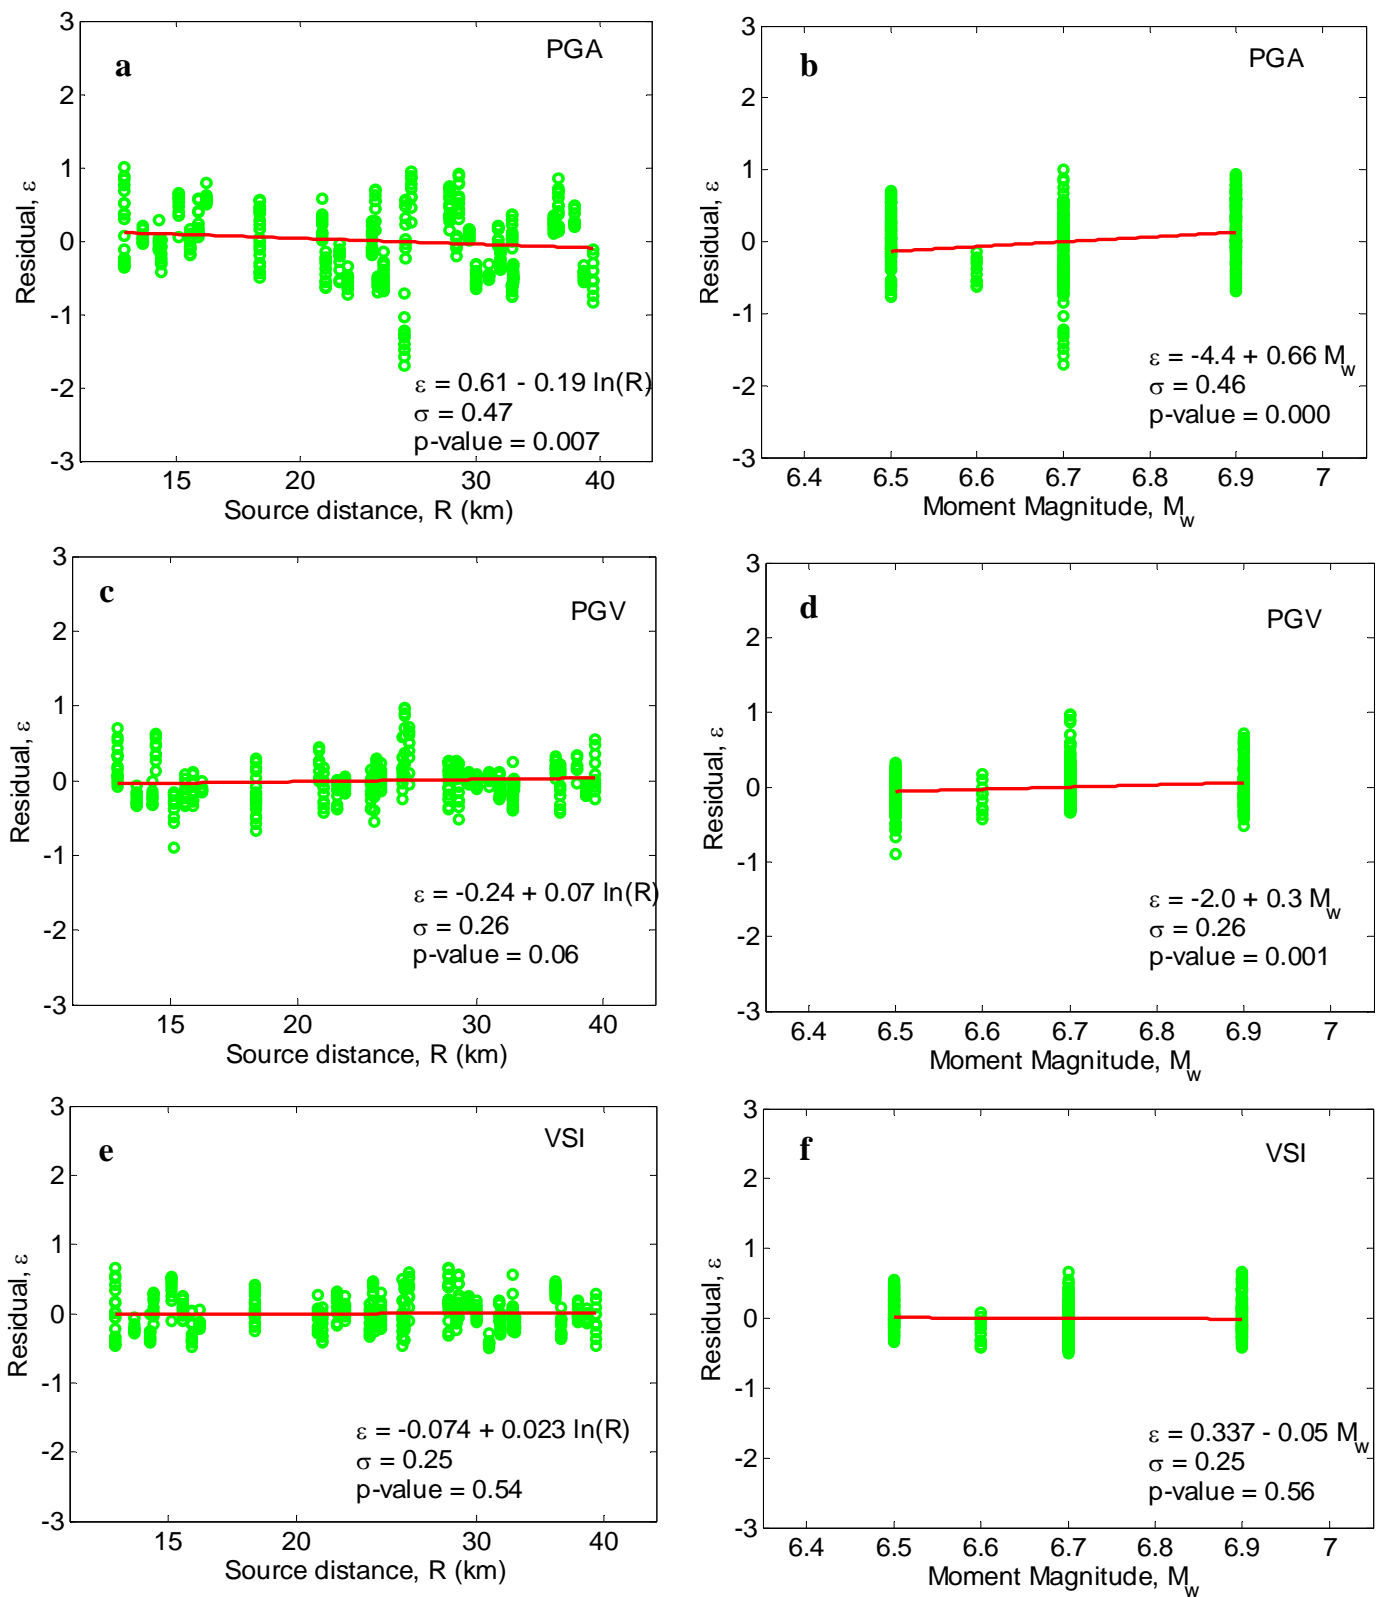 3
2
1
0
-1
-2
-3
a
PGA
Residual, ε
ε = 0.61 - 0.19 ln(R)
σ = 0.47
p-value = 0.007
15
20
30
40
Source distance, R (km)
3
2
1
0
-1
-2
-3
b
PGA
Residual, ε
ε = -4.4 + 0.66 Mw
σ = 0.46
p-value = 0.000
6.4
6.5
6.6
6.7
6.8
6.9
7
Moment Magnitude, Mw
3
2
1
0
-1
-2
-3
c
PGV
Residual, ε
ε = -0.24 + 0.07 ln(R)
σ = 0.26
p-value = 0.06
15
20
30
40
Source distance, R (km)
3
2
1
0
-1
-2
-3
d
PGV
Residual, ε
ε = -2.0 + 0.3 Mw
σ = 0.26
p-value = 0.001
6.4
6.5
6.6
6.7
6.8
6.9
7
Moment Magnitude, Mw
3
2
1
0
-1
-2
-3
e
VSI
Residual, ε
ε = -0.074 + 0.023 ln(R)
σ = 0.25
p-value = 0.54
15
20
30
40
Source distance, R (km)
3
2
1
0
-1
-2
-3
f
VSI
Residual, ε
ε = 0.337 - 0.05 Mw
σ = 0.25
p-value = 0.56
6.4
6.5
6.6
6.7
6.8
6.9
7
Moment Magnitude, Mw